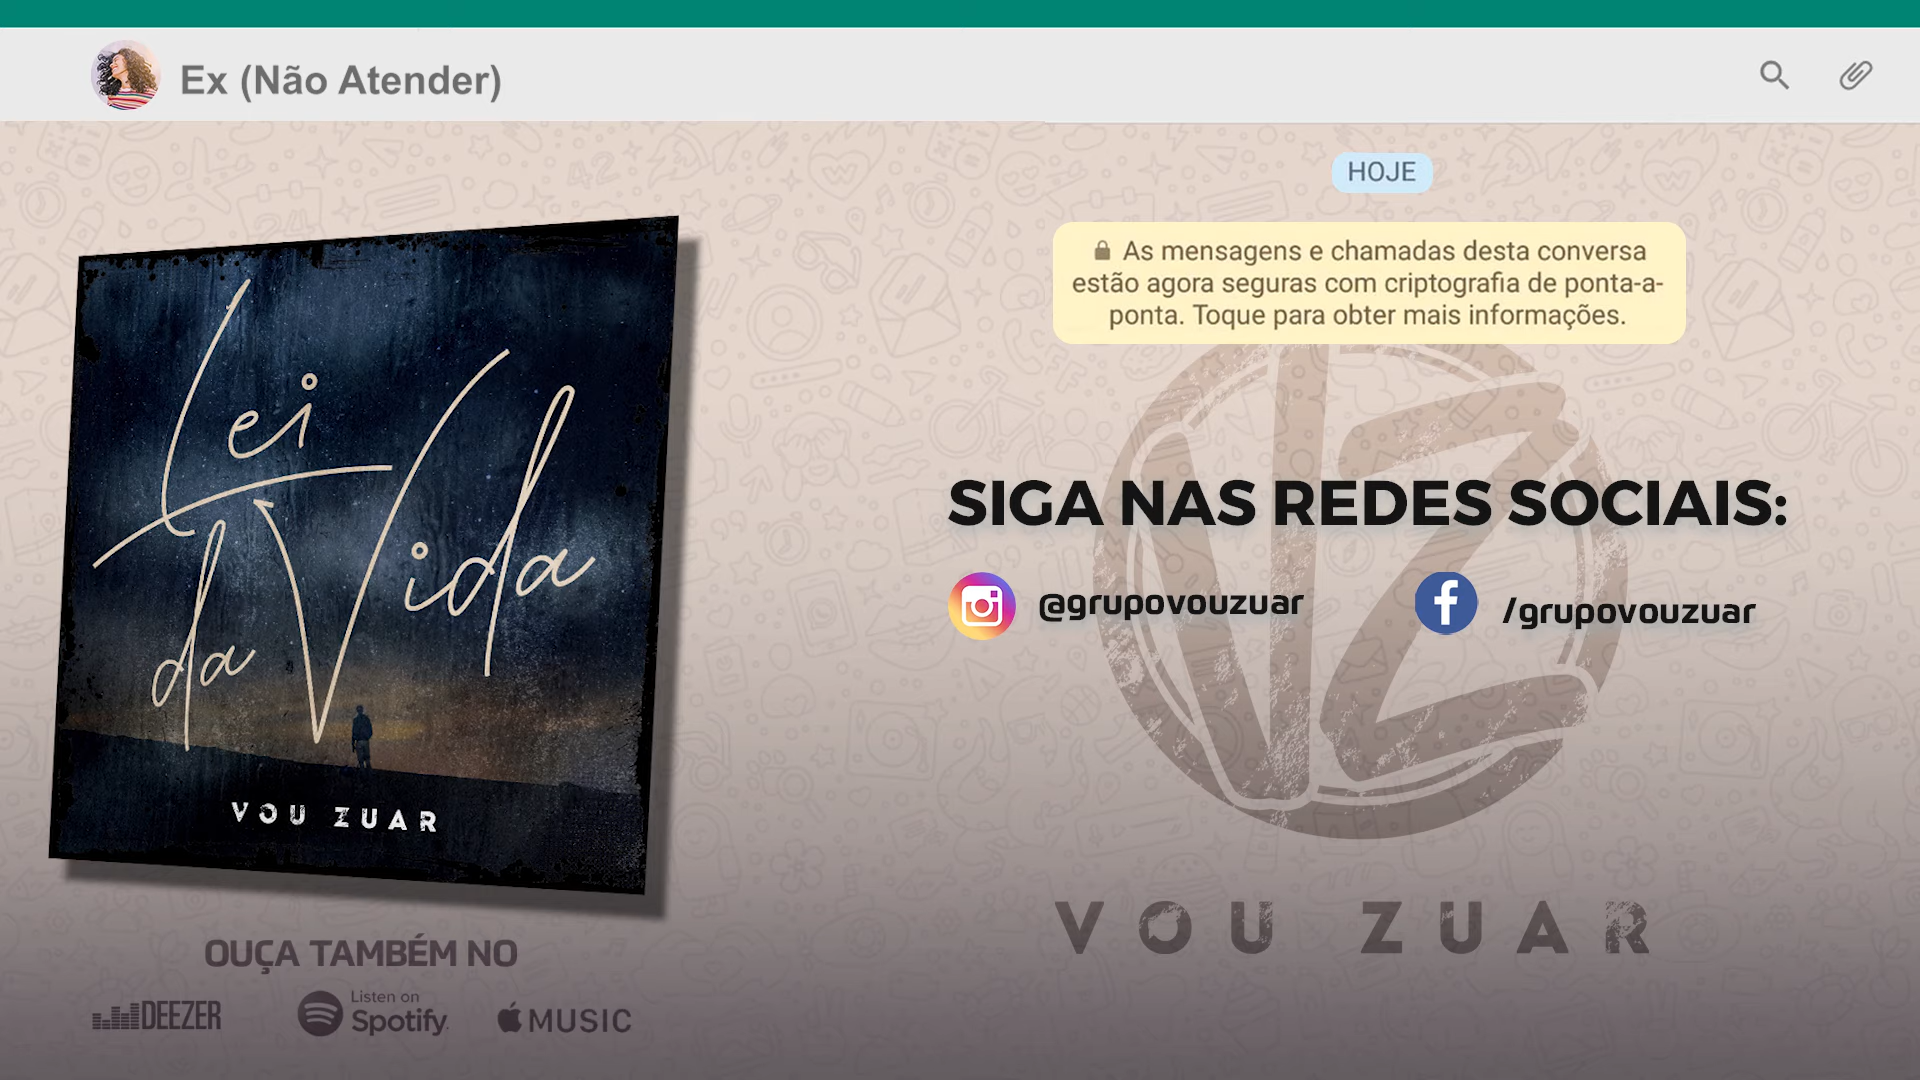 Ex (Não Atender)
HOJE
As mensagens e chamadas desta conversa
estão agora seguras com criptografia de ponta-a-
ponta. Toque para obter mais informações.
Lei
da Vida
VOU ZUAR
SIGA NAS REDES SOCIAIS:
@grupovouzuar
/grupovouzuar
VZ
VOU ZUAR
OUÇA TAMBÉM NO
DEEZER
Listen on
Spotify
MUSIC